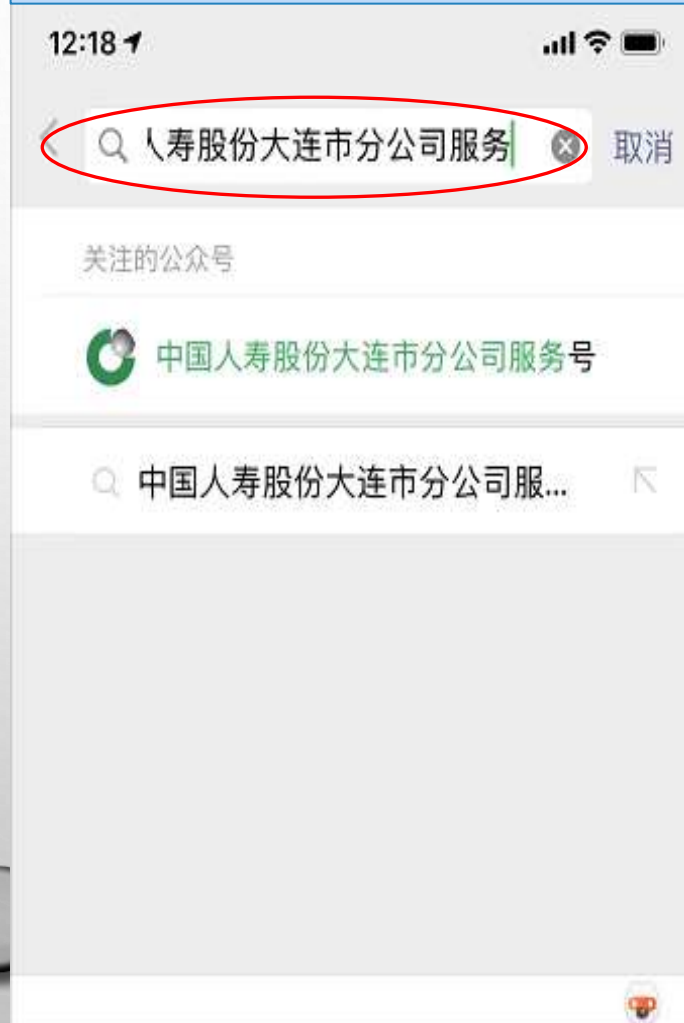 12:18
人寿股份大连市分公司服务
取消
关注的公众号
中国人寿股份大连市分公司服务号
中国人寿股份大连市分公司服...